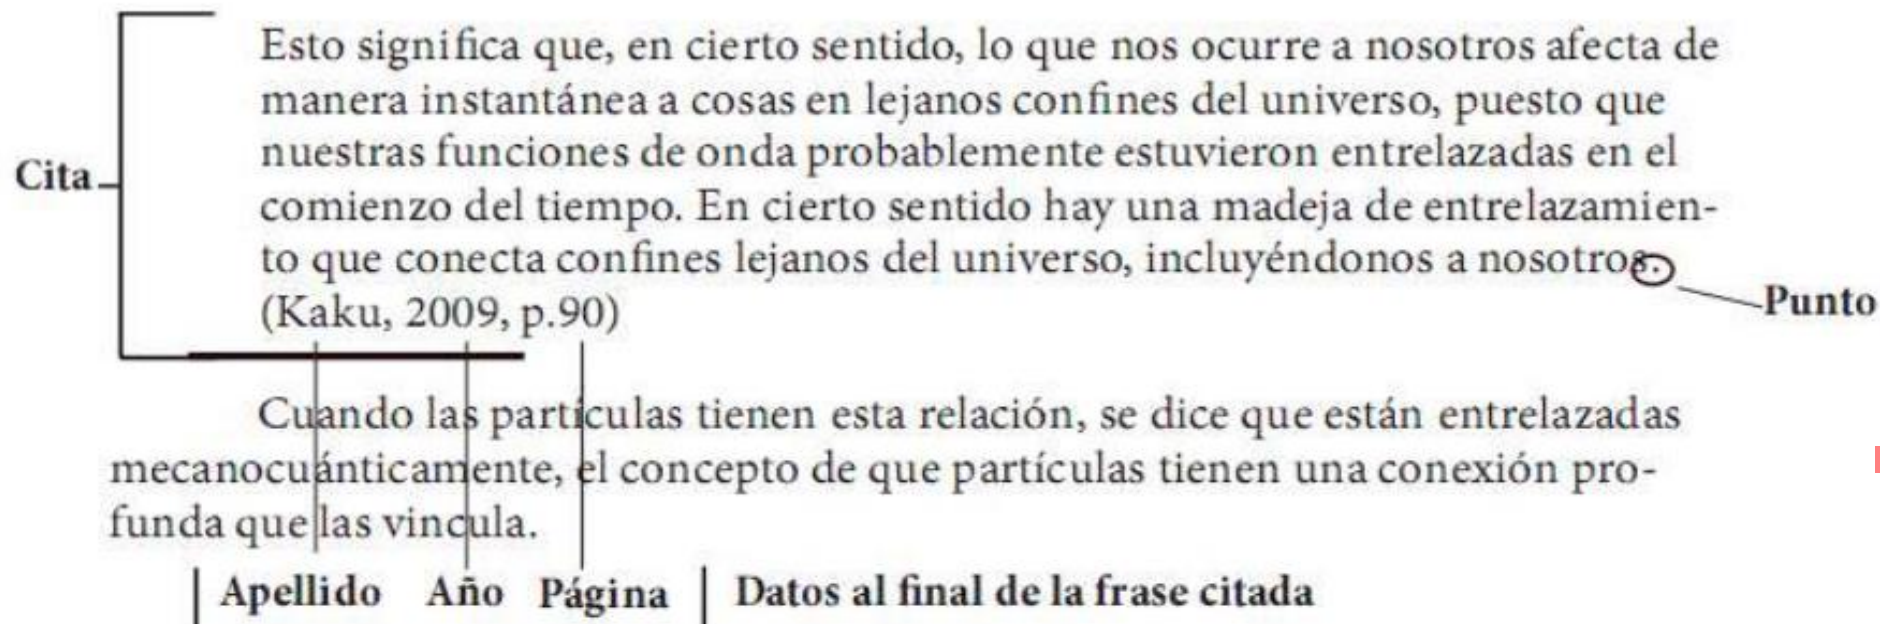 Esto significa que, en cierto sentido, lo que nos ocurre a nosotros afecta de
manera instantánea a cosas en lejanos confines del universo, puesto que
nuestras funciones de onda probablemente estuvieron entrelazadas en el
Cita
comienzo del tiempo. En cierto sentido hay una madeja de entrelazamien-
to que conecta confines lejanos del universo, incluyéndonos a nosotros.
(Kaku, 2009, p.90)
Punto
Cuando las partículas tienen esta relación, se dice que están entrelazadas
mecanocuánticamente, el concepto de que partículas tienen una conexión pro-
funda que las vincula.
Apellido Año Página Datos al final de la frase citada